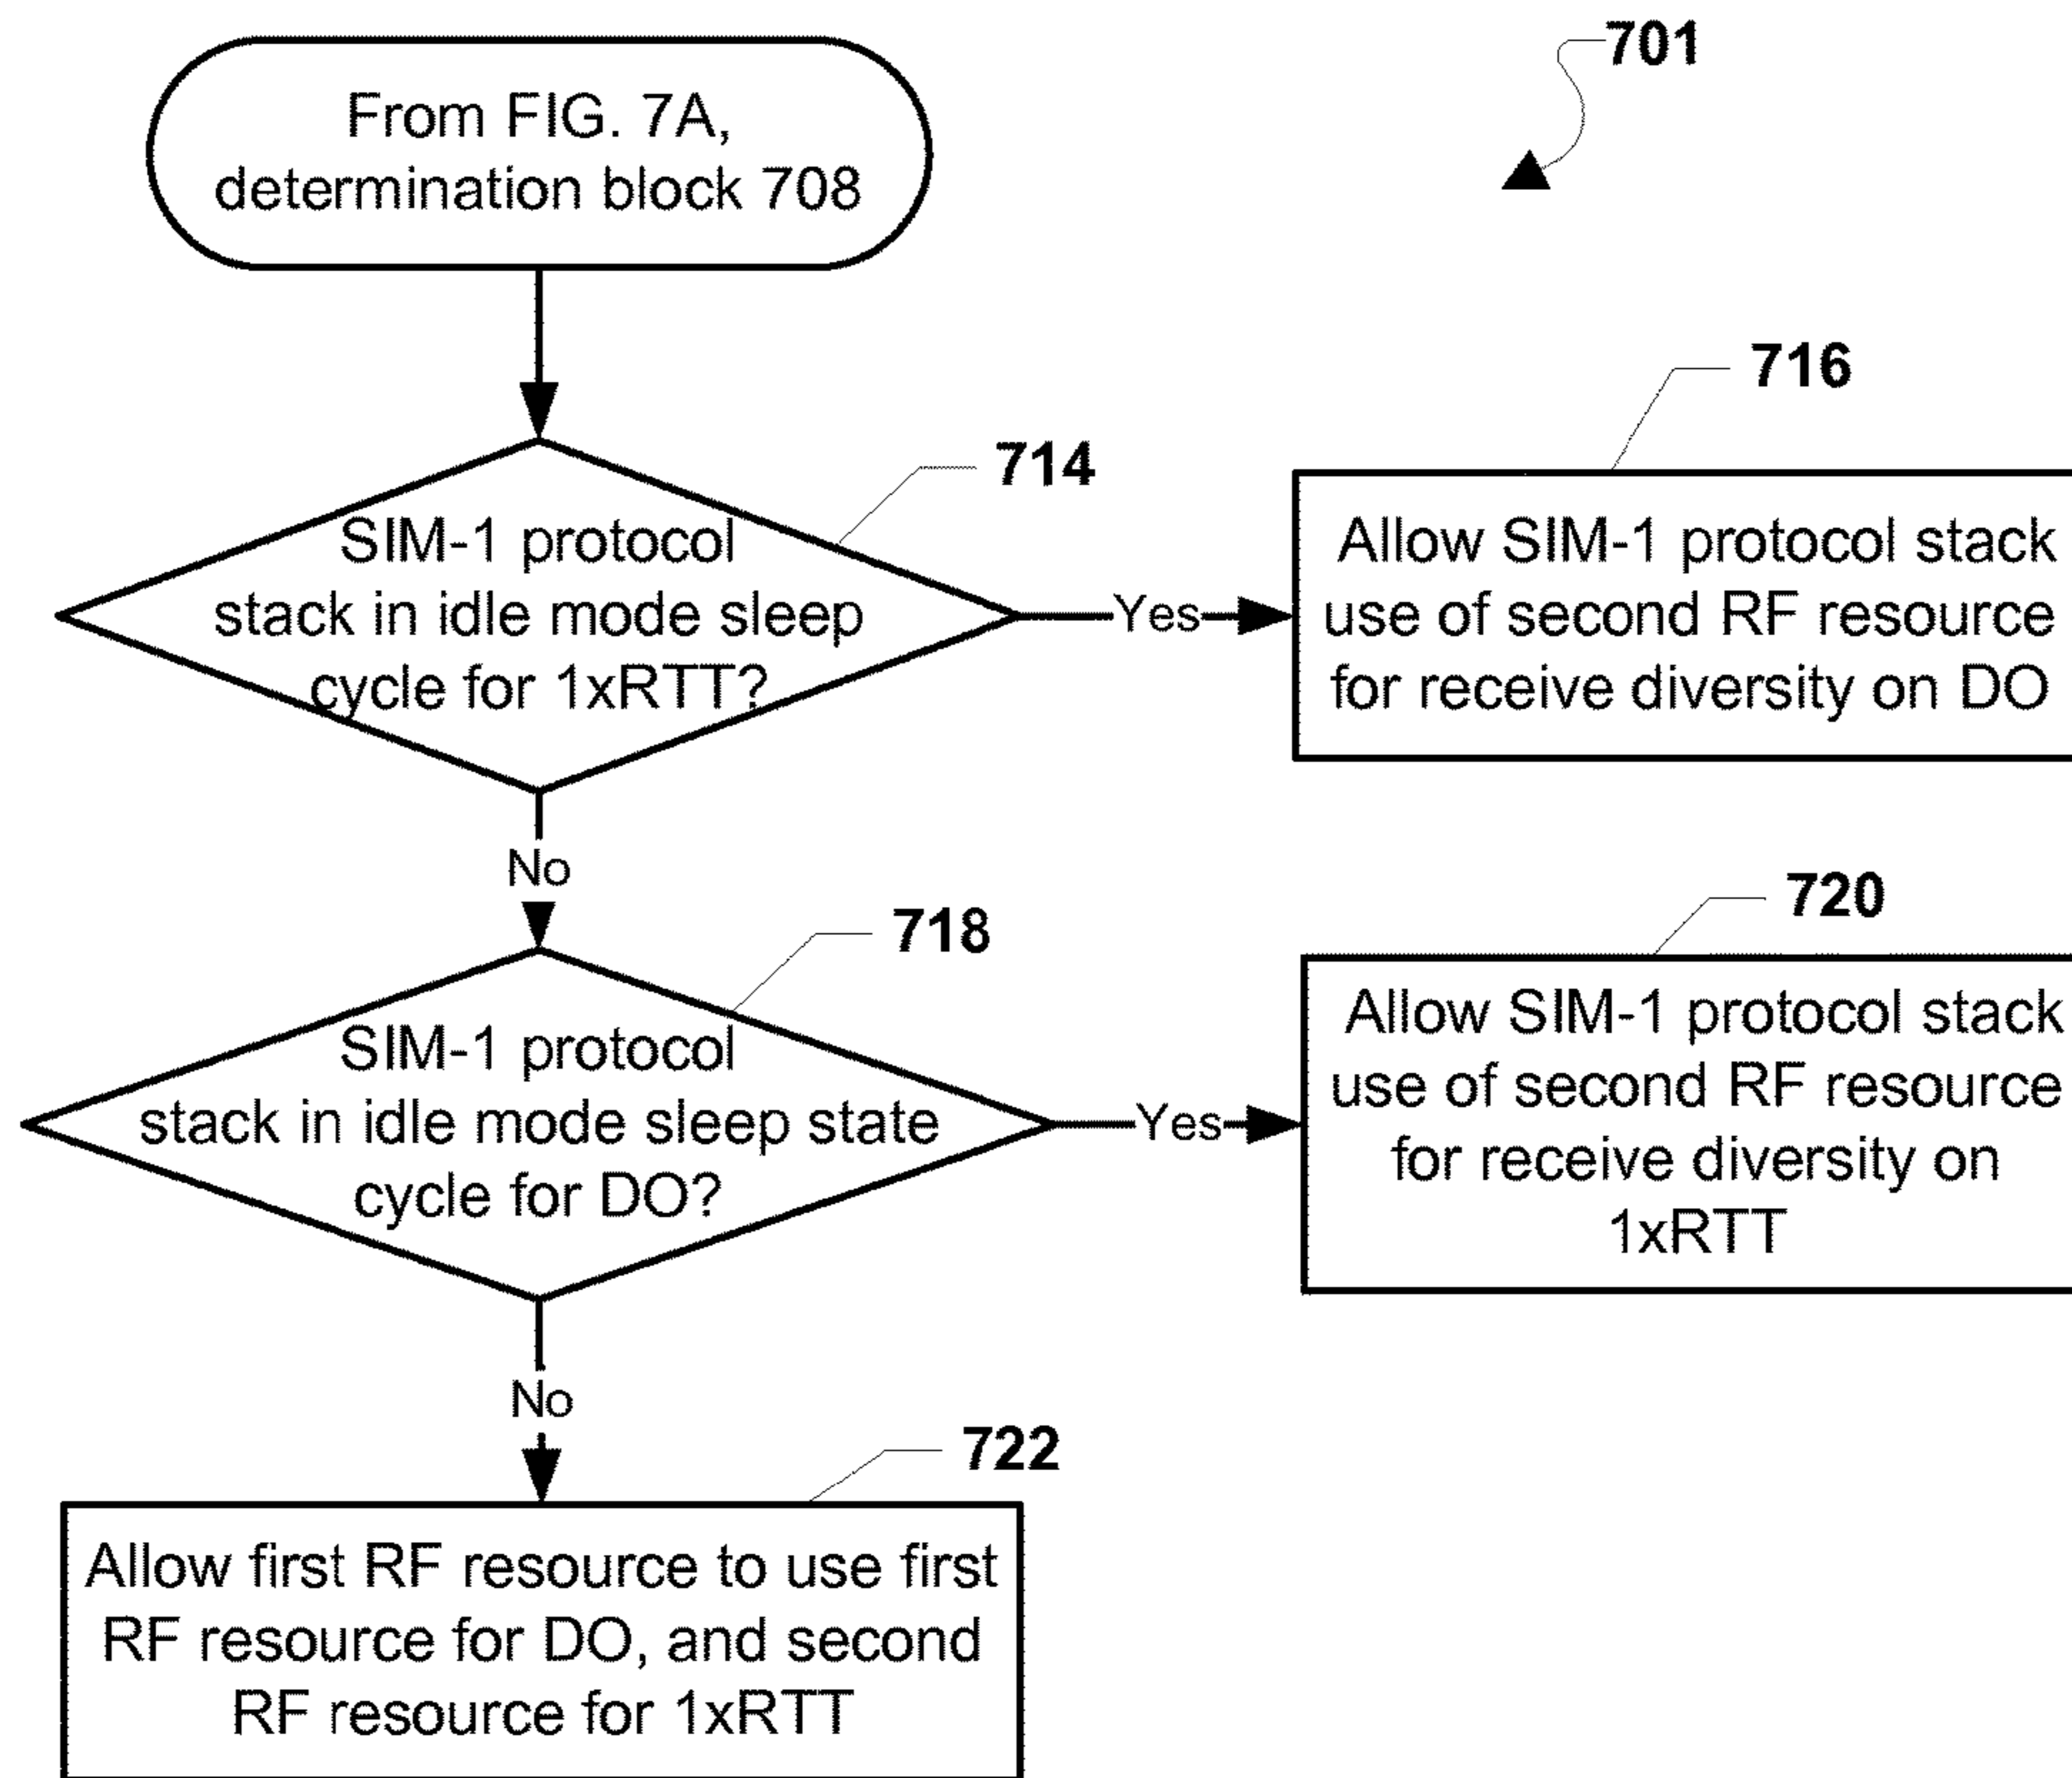 701
From FIG. 7A,
determination block 708
714
SIM-1 protocol
stack in idle mode sleep
cycle for 1xRTT?
Yes
716
Allow SIM-1 protocol stack
use of second RF resource
for receive diversity on DO
No
718
SIM-1 protocol
stack in idle mode sleep state
cycle for DO?
Yes
720
Allow SIM-1 protocol stack
use of second RF resource
for receive diversity on
1xRTT
No
722
Allow first RF resource to use first
RF resource for DO, and second
RF resource for 1xRTT